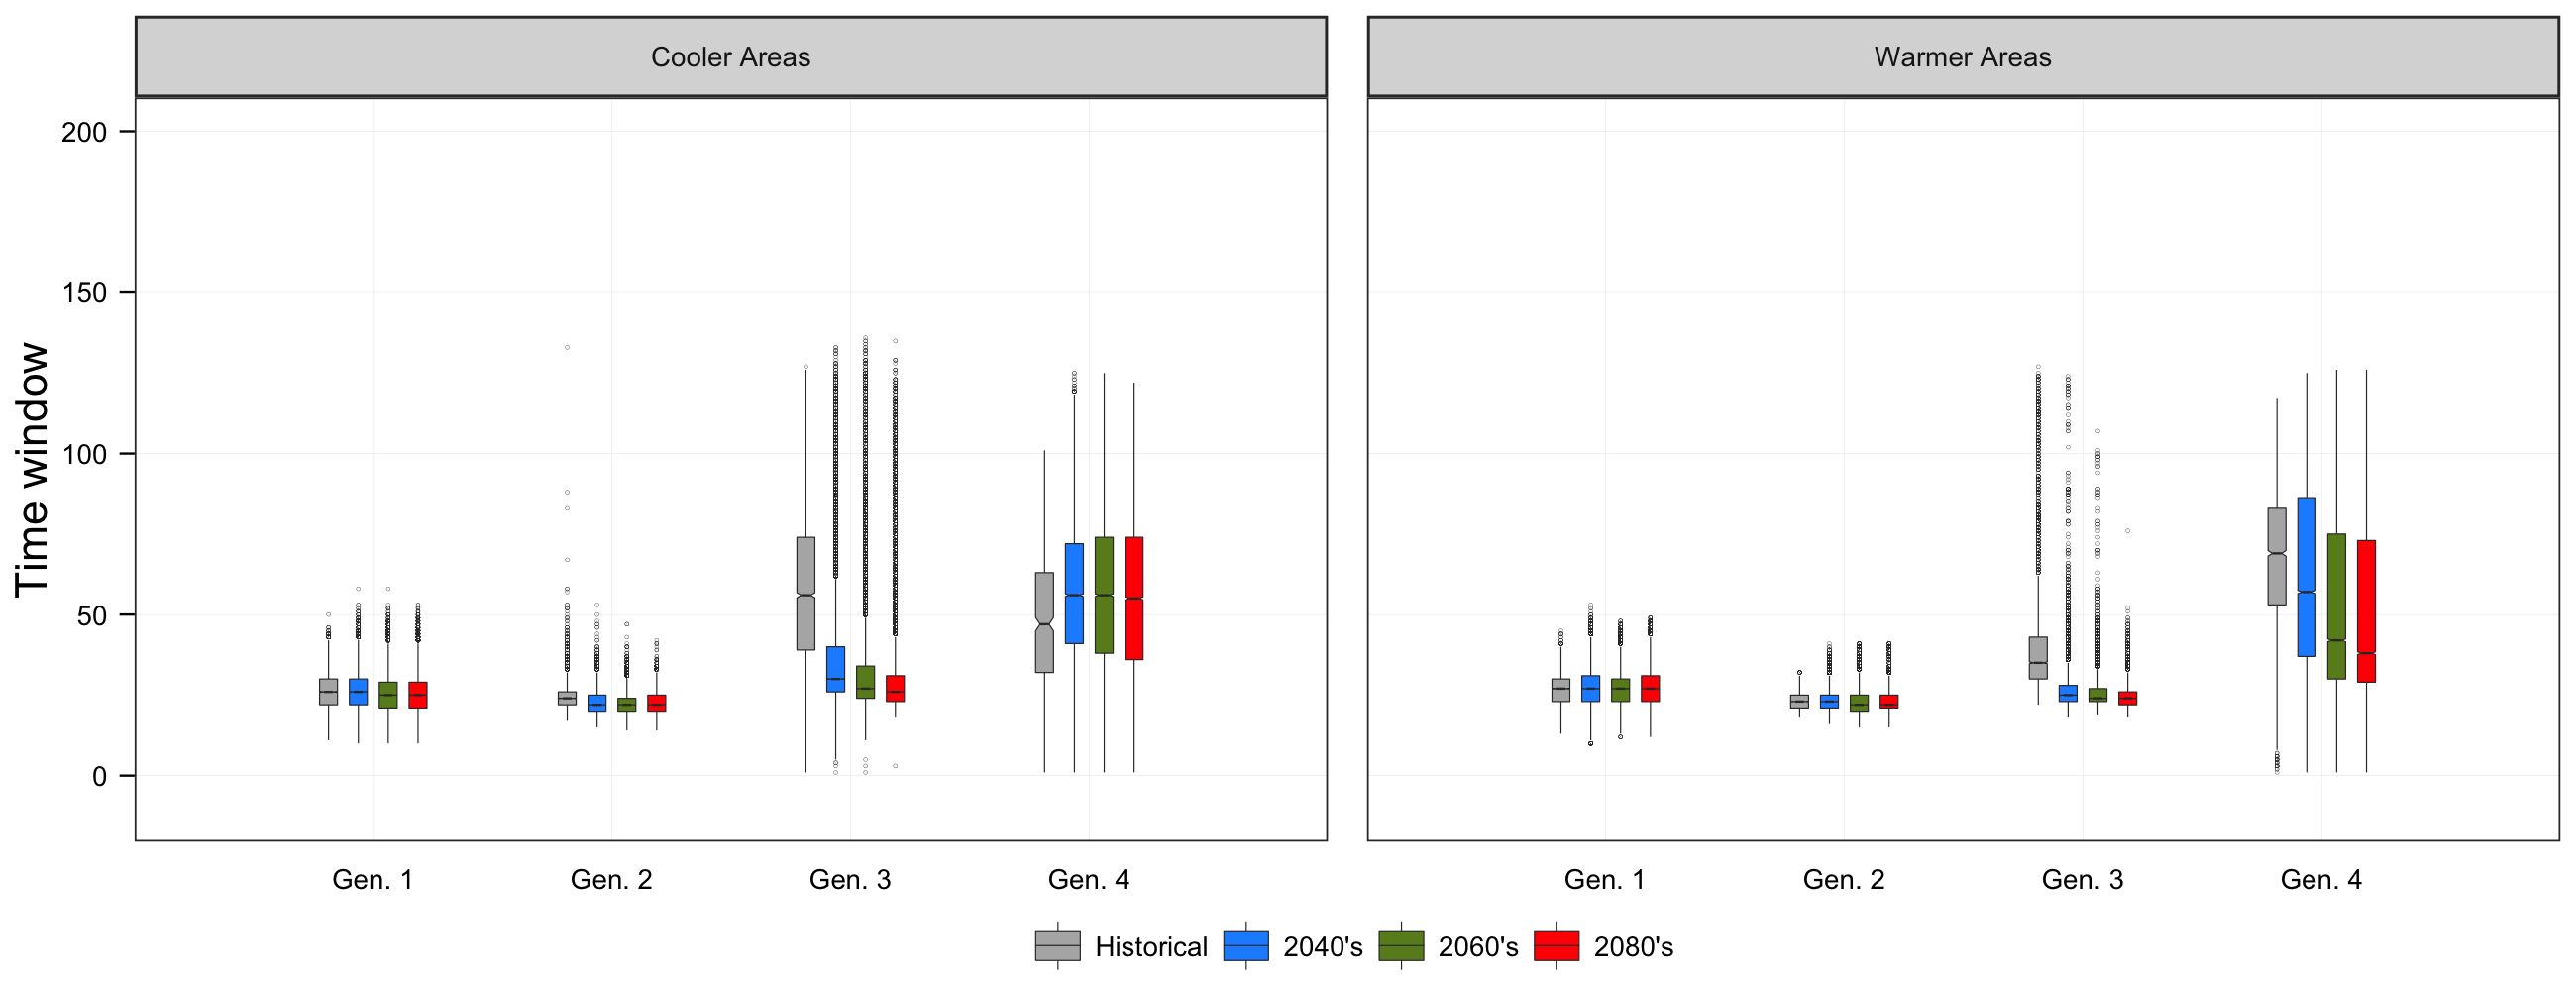 Cooler Areas
Warmer Areas
Time window
200
150
100
50
0
Gen. 1 Gen. 2 Gen. 3 Gen. 4
Gen. 1 Gen. 2 Gen. 3 Gen. 4
Historical 2040's 2060's 2080's